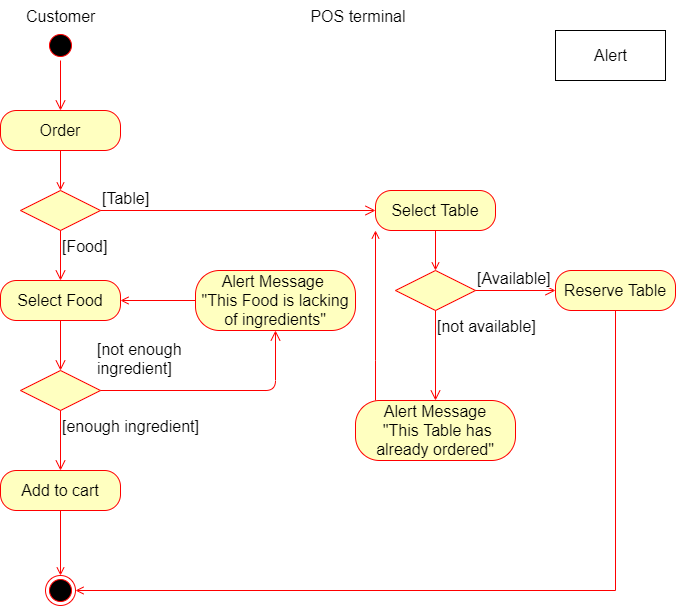 Customer
POS terminal
Alert
Order
[Table]
Select Table
[Food]
Select Food
Alert Message
"This Food is lacking
of ingredients"
[Available]
Reserve Table
[not available]
[not enough
ingredient]
Alert Message
"This Table has
already ordered"
[enough ingredient]
Add to cart